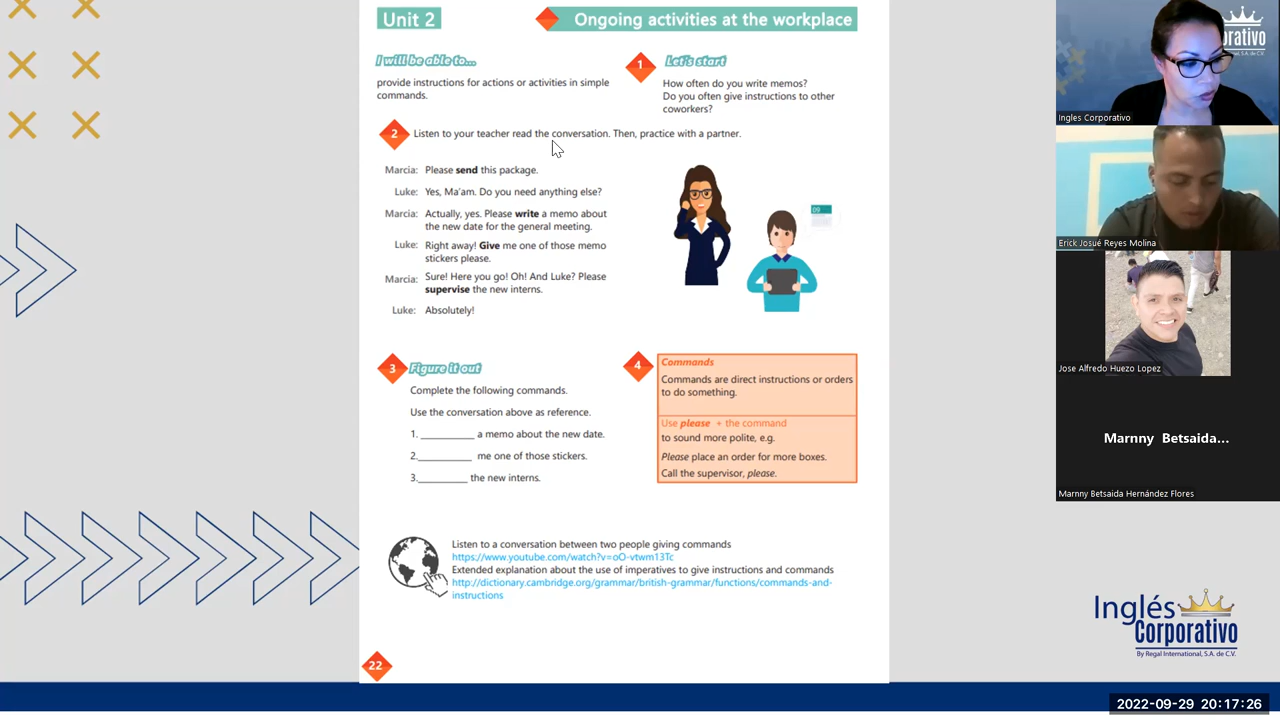 Unit 2
Ongoing activities at the workplace
I will be able to...
provide instructions for actions or activities in simple
commands.
1
Let's start
How often do you write memos?
Do you often give instructions to other
coworkers?
2
Listen to your teacher read the conversation. Then, practice with a partner.
Marcia: Please send this package.
Luke: Yes, Ma'am. Do you need anything else?
Marcia: Actually, yes. Please write a memo about
the new date for the general meeting.
Luke: Right away! Give me one of those memo
stickers please.
Marcia: Sure! Here you go! Oh! And Luke? Please
supervise the new interns.
Luke: Absolutely!
09
3
Figure it out
Complete the following commands.
Use the conversation above as reference.
1. __________ a memo about the new date.
2.__________ me one of those stickers.
3.__________ the new interns.
4
Commands
Commands are direct instructions or orders
to do something.
Use please + the command
to sound more polite, e.g.
Please place an order for more boxes.
Call the supervisor, please.
Listen to a conversation between two people giving commands
https://www.youtube.com/watch?v=oO-vtwm13Tc
Extended explanation about the use of imperatives to give instructions and commands
http://dictionary.cambridge.org/grammar/british-grammar/functions/commands-and-
instructions
22
Ingles Corporativo
Erick Josué Reyes Molina
Jose Alfredo Huezo Lopez
Marnny Betsaida...
Marnny Betsaida Hernández Flores
Inglés
Corporativo
By Regal International, S.A. de C.V.
2022-09-29 20:17:26